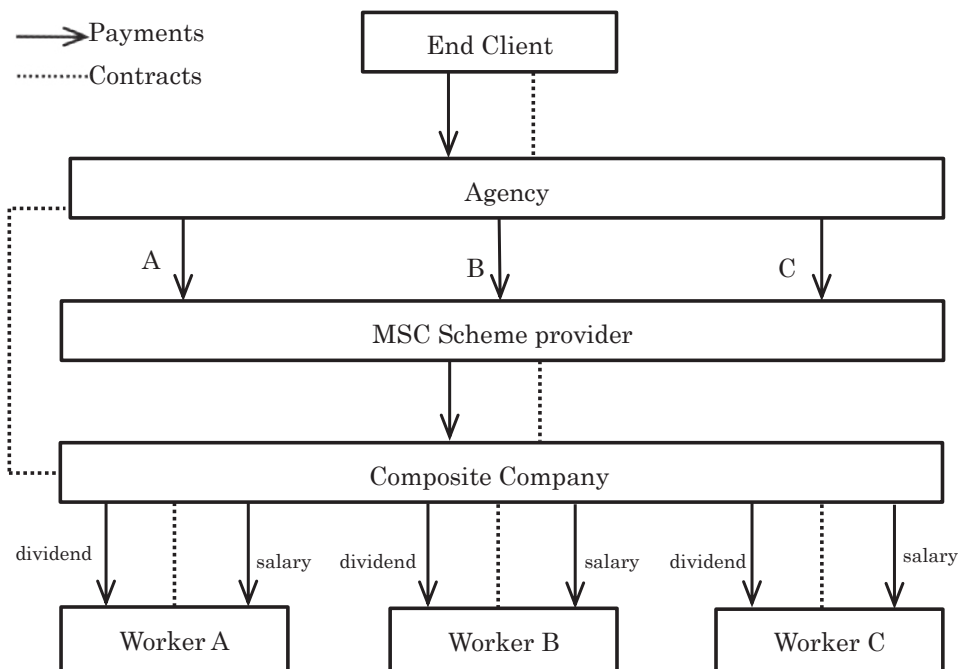 Payments
Contracts
End Client
Agency
A
B
C
MSC Scheme provider
Composite Company
dividend
salary
dividend
salary
dividend
salary
Worker A
Worker B
Worker C